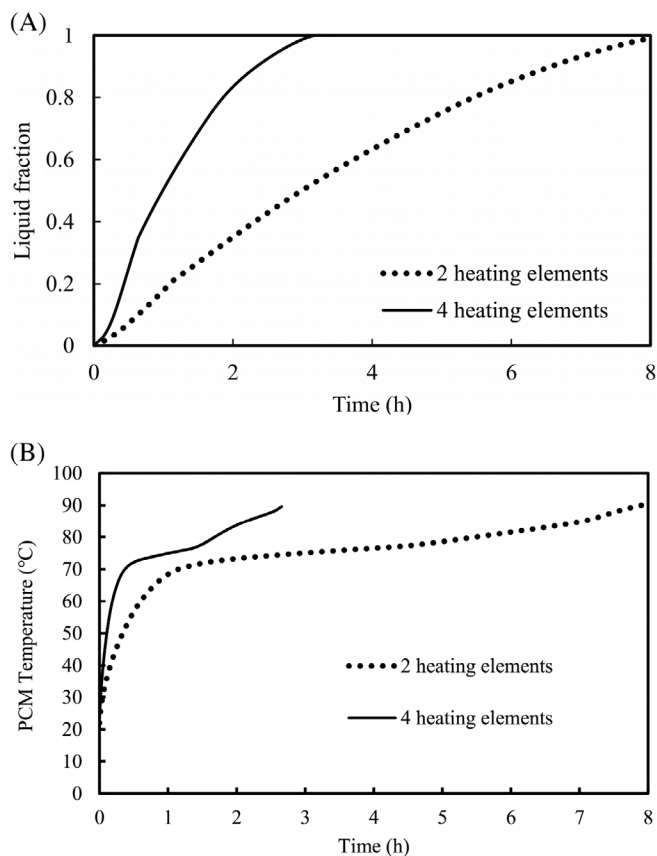 (A)
1
0.8
0.6
0.4
0.2
0
Liquid fraction
2 heating elements
4 heating elements
0 2 4 6 8
Time (h)
(B)
100
90
80
70
60
50
40
30
20
10
0
PCM Temperature (°C)
2 heating elements
4 heating elements
0 1 2 3 4 5 6 7 8
Time (h)